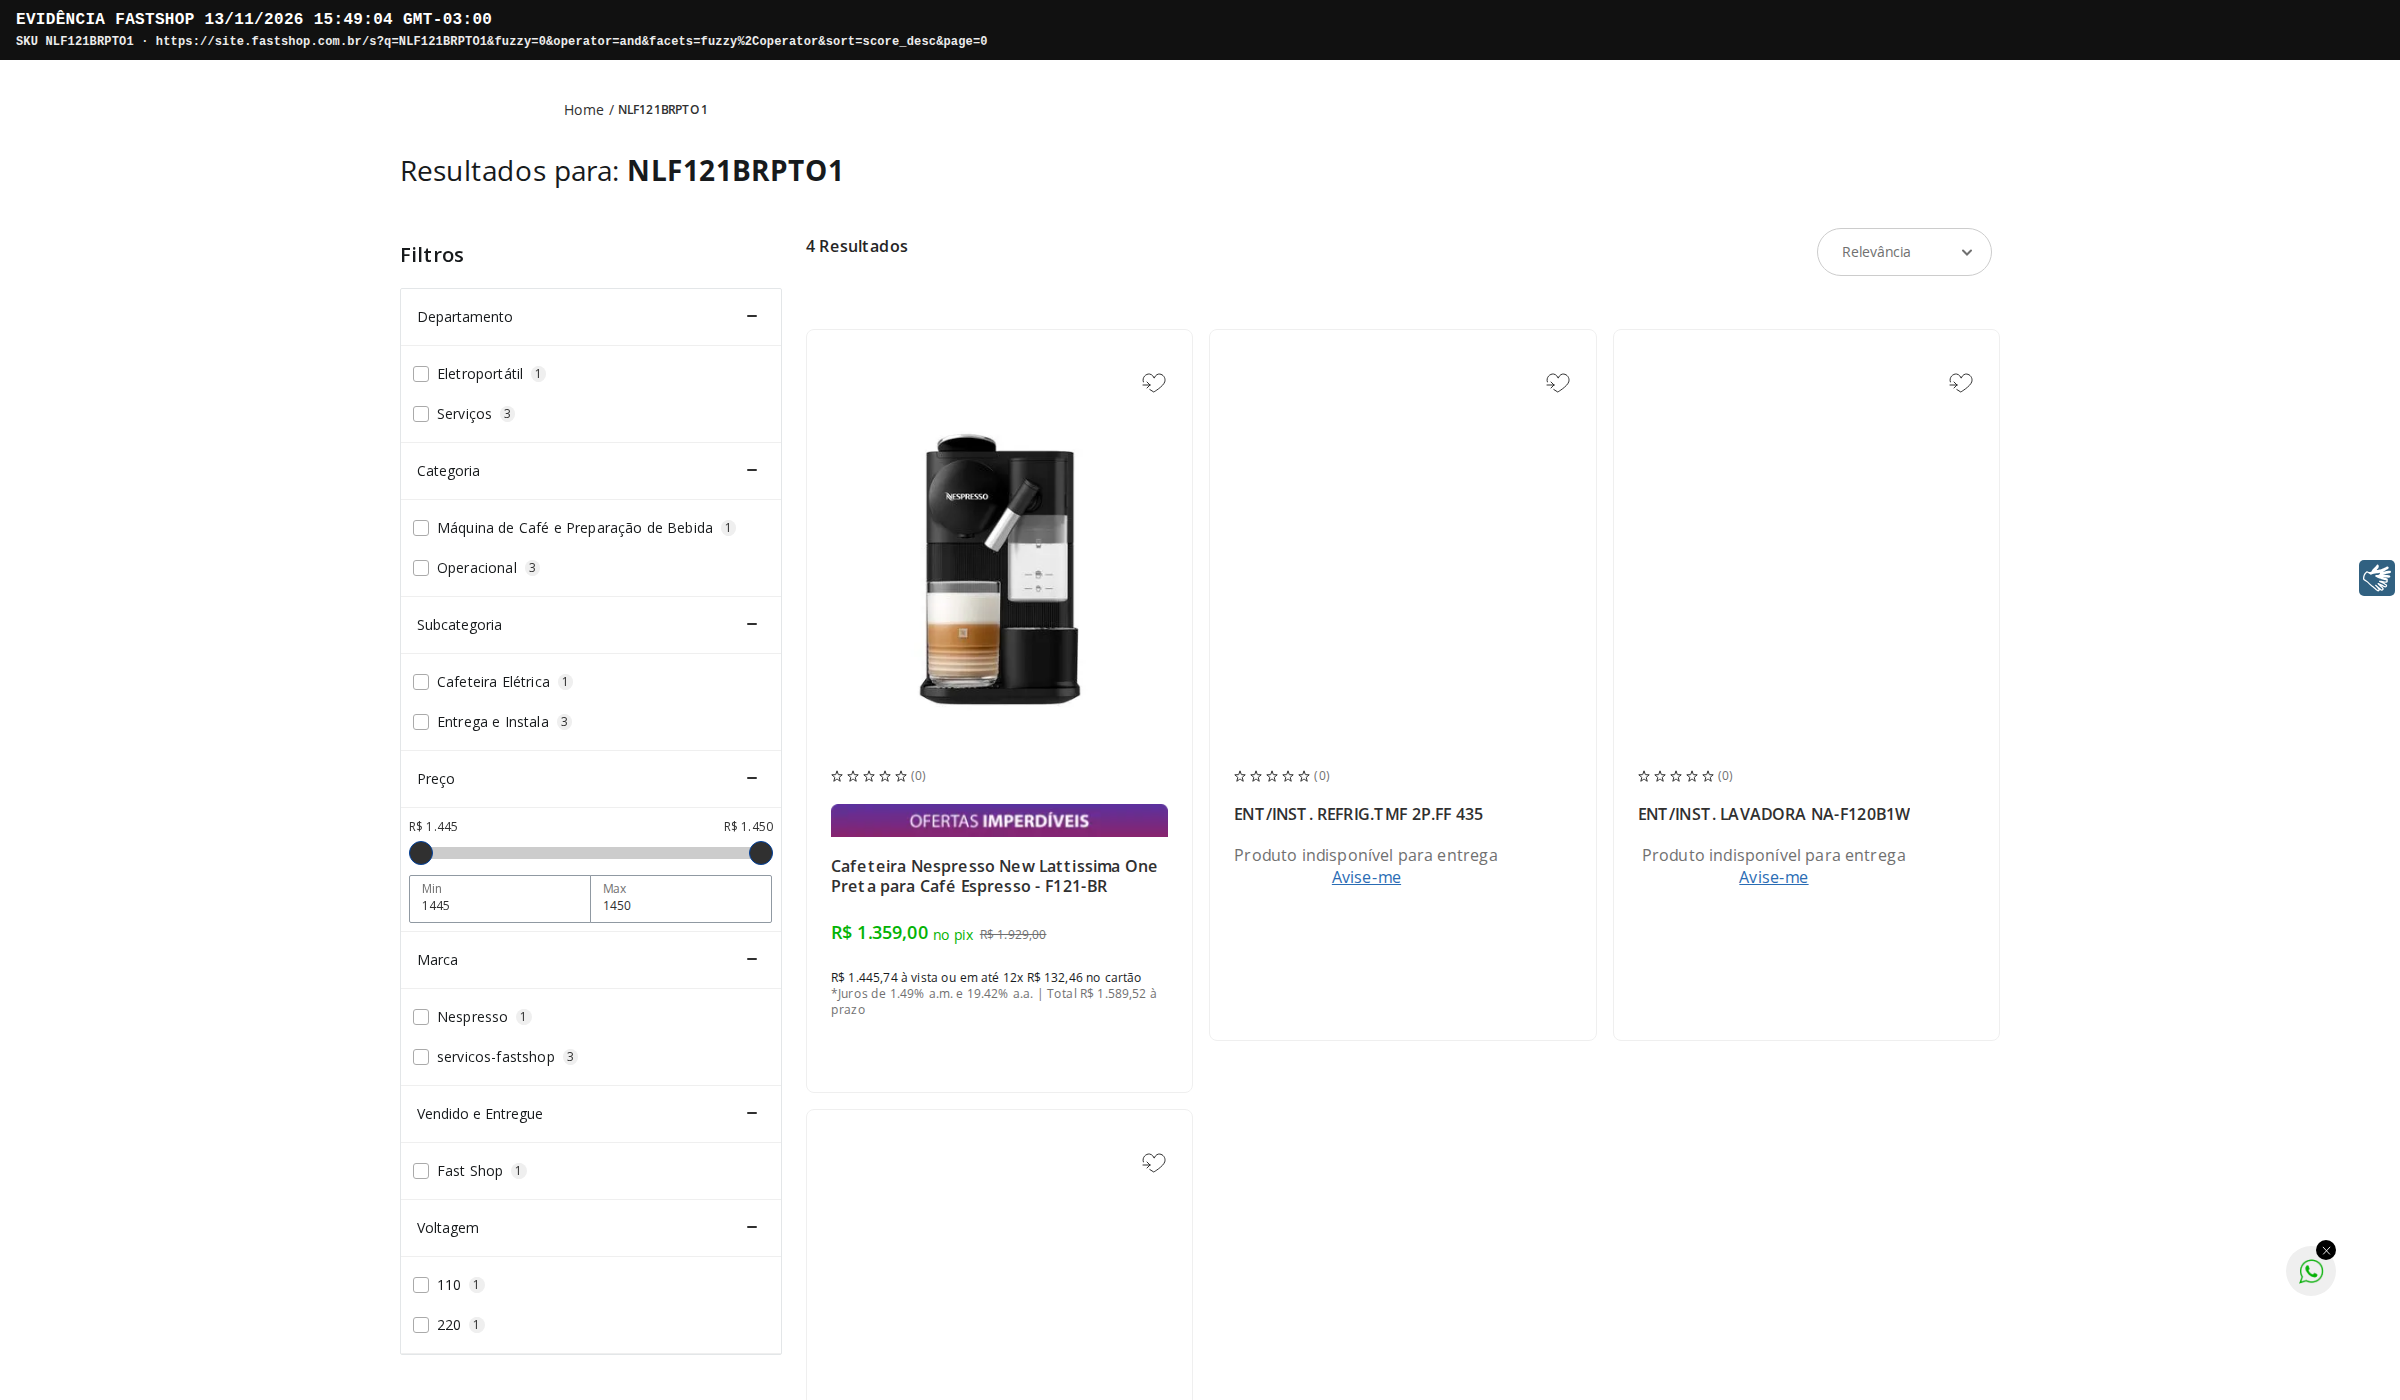 EVIDÊNCIA FASTSHOP 13/11/2026 15:49:04 GMT-03:00
SKU NLF121BRPTO1 · https://site.fastshop.com.br/s?q=NLF121BRPTO1&fuzzy=0&operator=and&facets=fuzzy%2Coperator&sort=score_desc&page=0
Home / NLF121BRPTO1
Resultados para: NLF121BRPTO1
Filtros
4 Resultados
Relevância
Departamento
Eletroportátil 1
Serviços 3
Categoria
Máquina de Café e Preparação de Bebida 1
Operacional 3
Subcategoria
Cafeteira Elétrica 1
Entrega e Instala 3
Preço
R$ 1.445
R$ 1.450
Min
1445
Max
1450
Marca
Nespresso 1
servicos-fastshop 3
Vendido e Entregue
Fast Shop 1
Voltagem
110 1
220 1
NESPRESSO
(0)
OFERTAS IMPERDÍVEIS
Cafeteira Nespresso New Lattissima One
Preta para Café Espresso - F121-BR
R$ 1.359,00 no pix R$ 1.929,00
R$ 1.445,74 à vista ou em até 12x R$ 132,46 no cartão
*Juros de 1.49% a.m. e 19.42% a.a. | Total R$ 1.589,52 à
prazo
(0)
ENT/INST. REFRIG.TMF 2P.FF 435
Produto indisponível para entrega
Avise-me
(0)
ENT/INST. LAVADORA NA-F120B1W
Produto indisponível para entrega
Avise-me